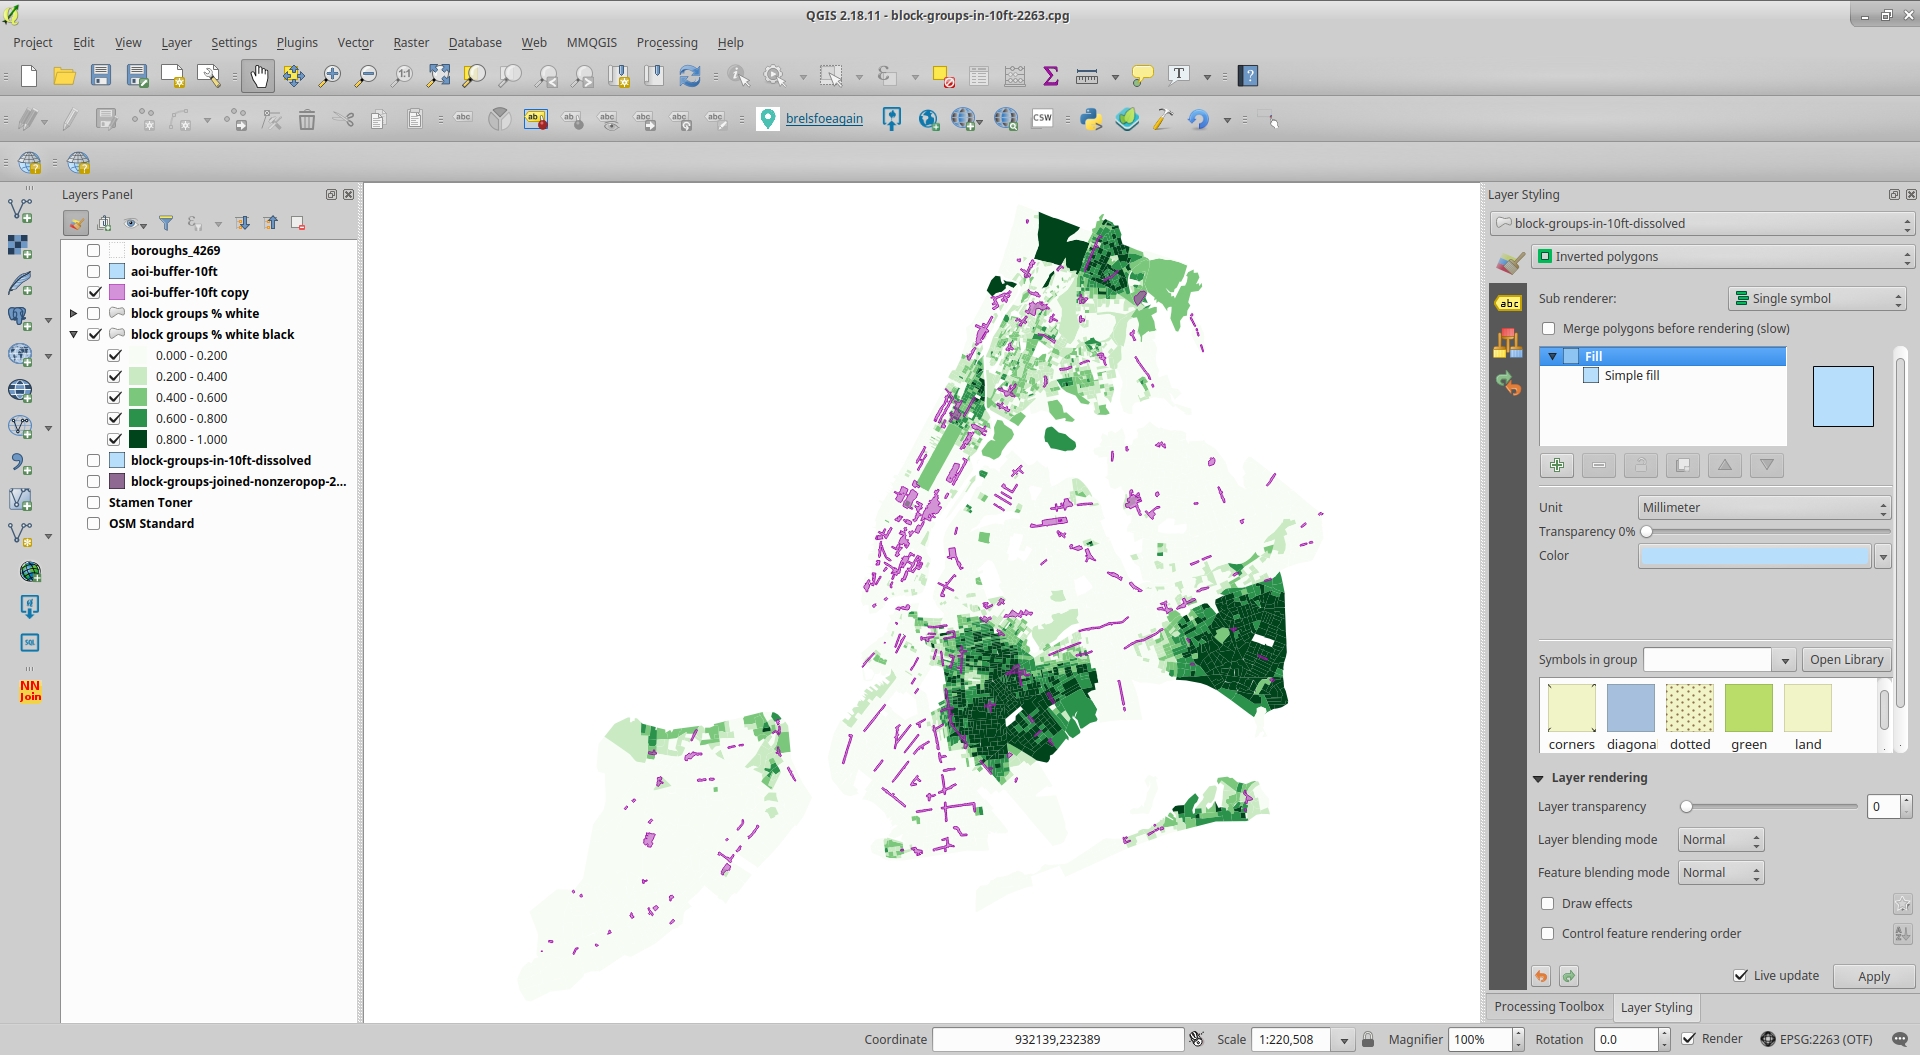 QGIS 2.18.11 - block-groups-in-10ft-2263.cpg
Project Edit View Layer Settings Plugins Vector Raster Database Web MMQGIS Processing Help
brelsfoeagain
CSW
Layers Panel
boroughs_4269
aoi-buffer-10ft
aoi-buffer-10ft copy
block groups % white
block groups % white black
0.000 - 0.200
0.200 - 0.400
0.400 - 0.600
0.600 - 0.800
0.800 - 1.000
block-groups-in-10ft-dissolved
block-groups-joined-nonzeropop-2...
Stamen Toner
OSM Standard
SQL
NN
Join
Layer Styling
block-groups-in-10ft-dissolved
Inverted polygons
abc
Sub renderer: Single symbol
Merge polygons before rendering (slow)
Fill
Simple fill
Unit Millimeter
Transparency 0%
Color
Symbols in group Open Library
corners diagonal dotted green land
Layer rendering
Layer transparency 0
Layer blending mode Normal
Feature blending mode Normal
Draw effects
Control feature rendering order
Live update Apply
Processing Toolbox Layer Styling
Coordinate 932139,232389 Scale 1:220,508 Magnifier 100% Rotation 0.0 Render EPSG:2263 (OTF)